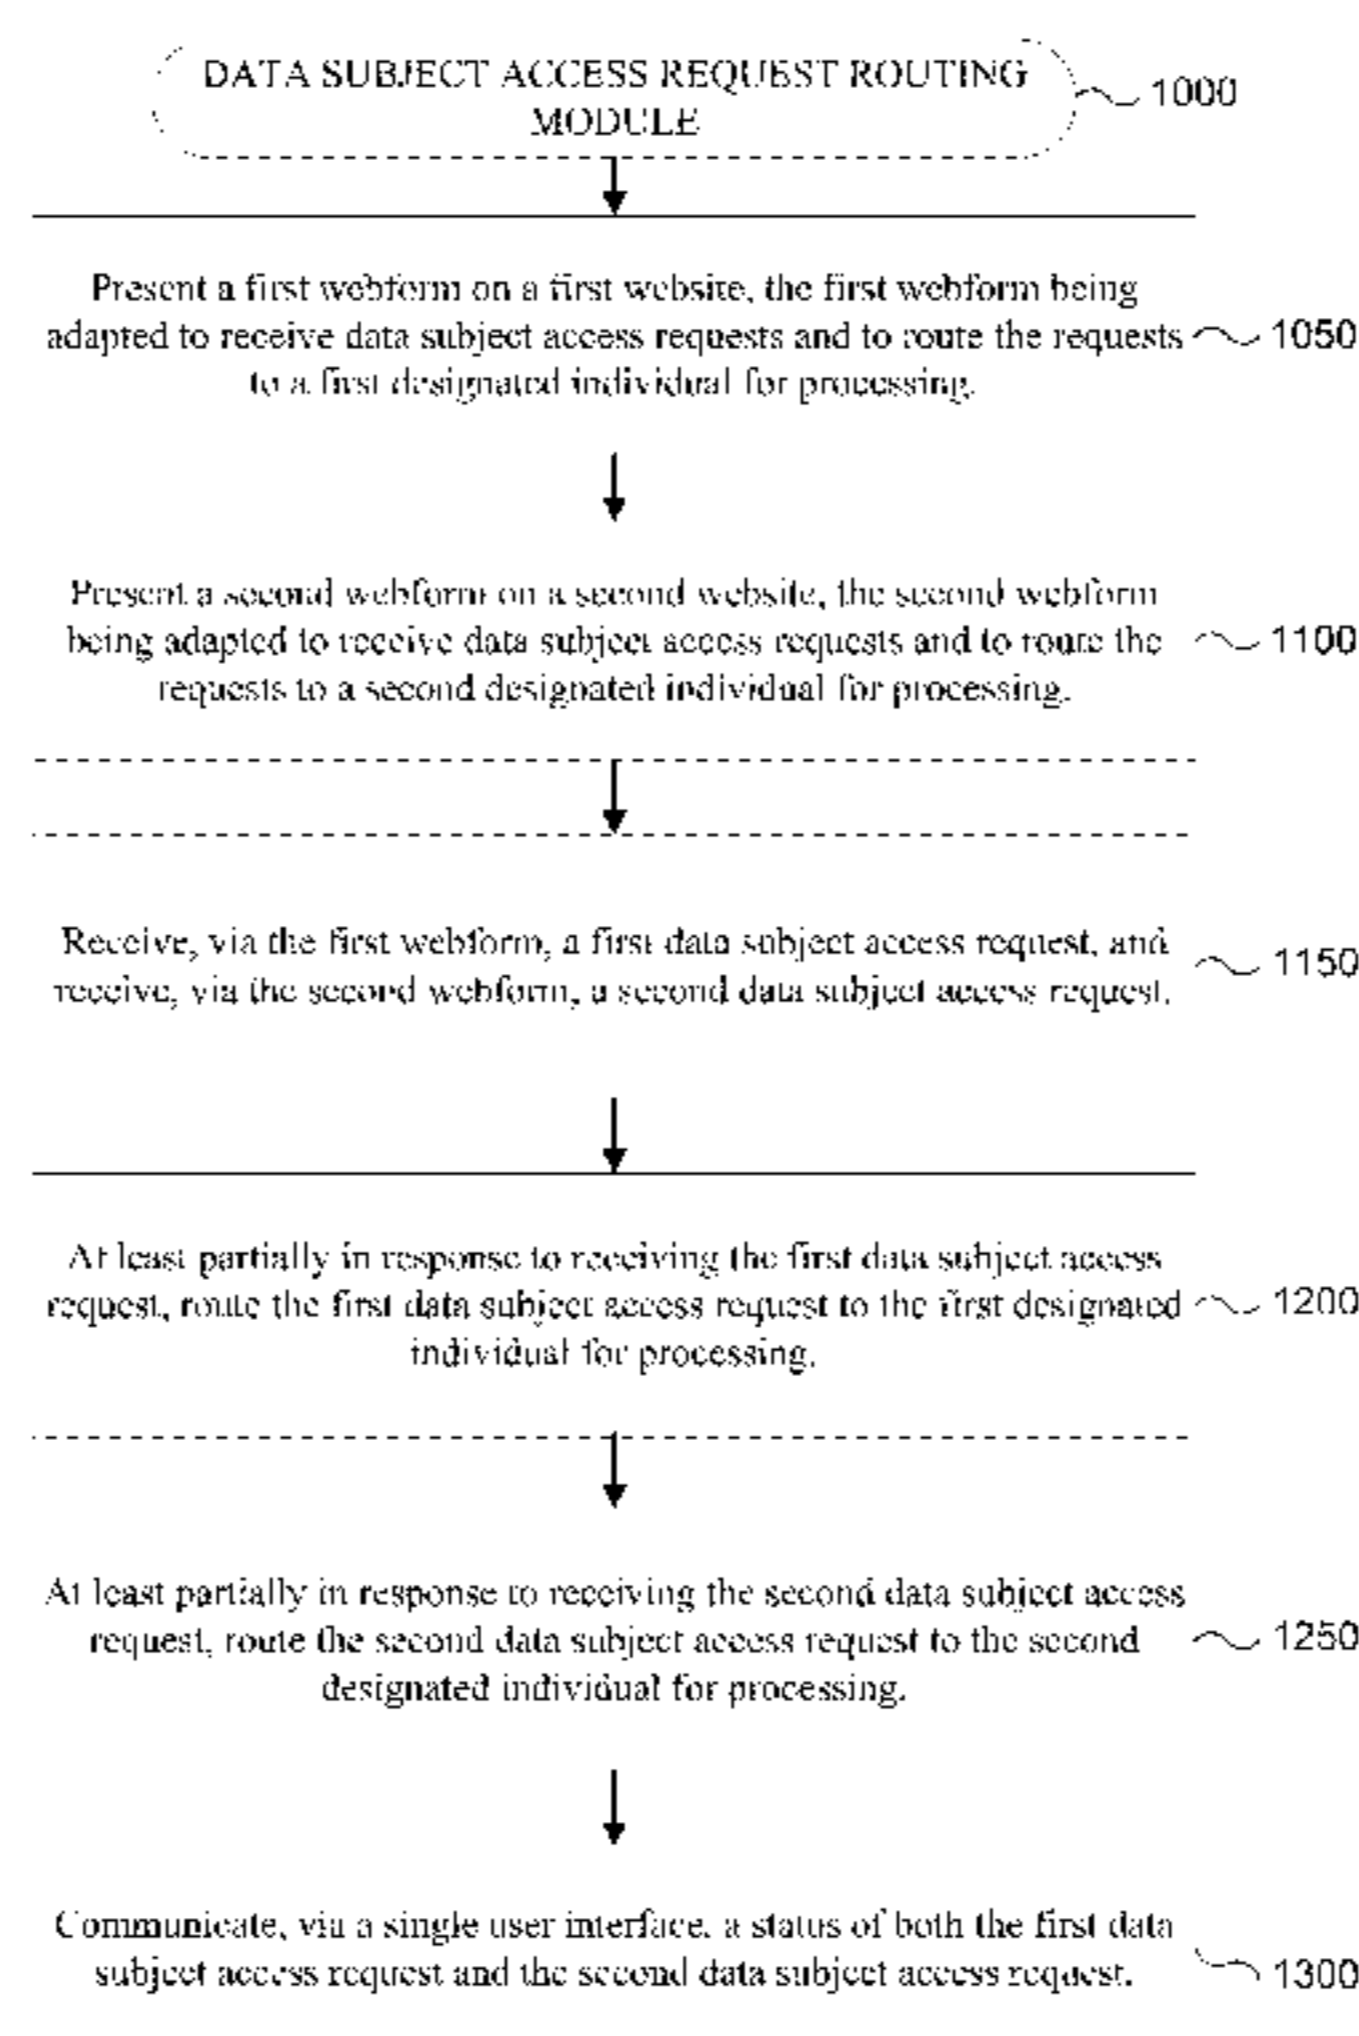 DATA SUBJECT ACCESS REQUEST ROUTING
MODULE
1000
Present a first webform on a first website, the first webform being
adapted to receive data subject access requests and to route the requests
to a first designated individual for processing.
1050
Present a second webform on a second website, the second webform
being adapted to receive data subject access requests and to route the
requests to a second designated individual for processing.
1100
Receive, via the first webform, a first data subject access request, and
receive, via the second webform, a second data subject access request.
1150
At least partially in response to receiving the first data subject access
request, route the first data subject access request to the first designated
individual for processing.
1200
At least partially in response to receiving the second data subject access
request, route the second data subject access request to the second
designated individual for processing.
1250
Communicate, via a single user interface, a status of both the first data
subject access request and the second data subject access request.
1300